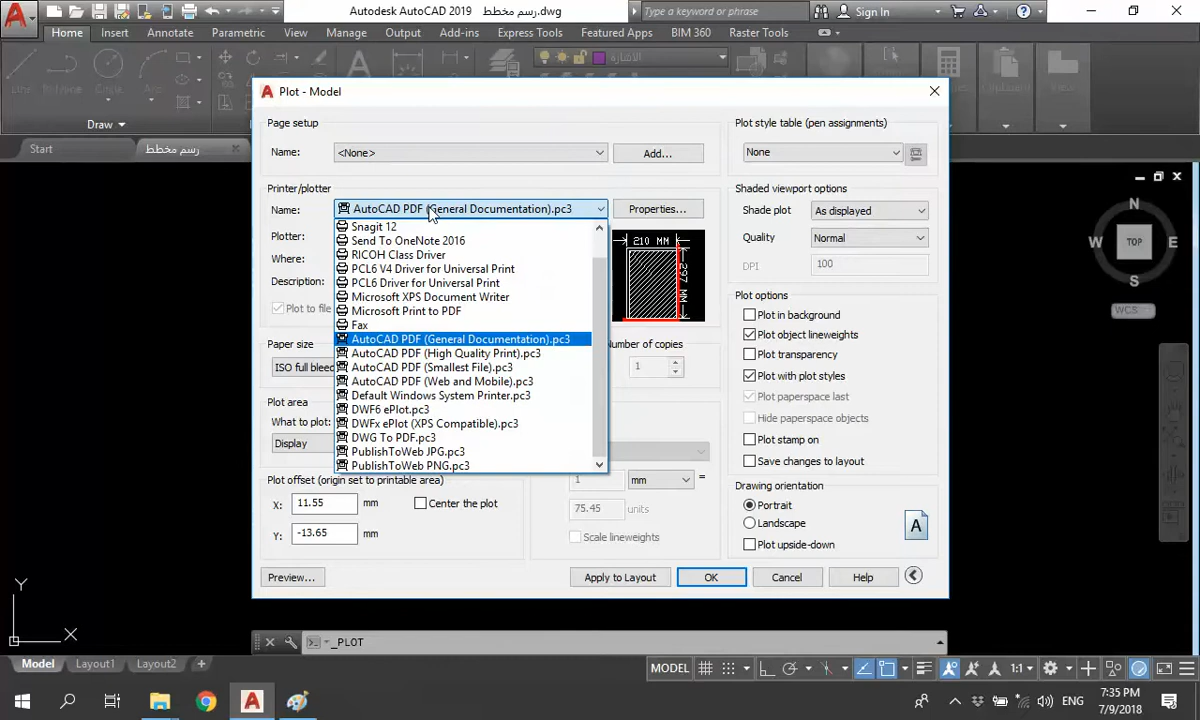 Autodesk AutoCAD 2019 رسم مخطط.dwg
Type a keyword or phrase
Sign In
Home Insert Annotate Parametric View Manage Output Add-ins Express Tools Featured Apps BIM 360 Raster Tools
الاشارة
Draw
Start
رسم مخطط
Plot - Model
Page setup
Name: <None> Add...
Printer/plotter
Name: AutoCAD PDF (General Documentation).pc3 Properties...
Plotter:
Where:
Description:
Plot to file
Snagit 12
Send To OneNote 2016
RICOH Class Driver
PCL6 V4 Driver for Universal Print
PCL6 Driver for Universal Print
Microsoft XPS Document Writer
Microsoft Print to PDF
Fax
AutoCAD PDF (General Documentation).pc3
AutoCAD PDF (High Quality Print).pc3
AutoCAD PDF (Smallest File).pc3
AutoCAD PDF (Web and Mobile).pc3
Default Windows System Printer.pc3
DWF6 ePlot.pc3
DWFx ePlot (XPS Compatible).pc3
DWG To PDF.pc3
PublishToWeb JPG.pc3
PublishToWeb PNG.pc3
210 MM
297 MM
Paper size
ISO full bleed
Number of copies
1
Plot area
What to plot:
Display
Plot offset (origin set to printable area)
X: 11.55 mm
Center the plot
Y: -13.65 mm
1 mm =
75.45 units
Scale lineweights
Plot style table (pen assignments)
None
Shaded viewport options
Shade plot As displayed
Quality Normal
DPI 100
Plot options
Plot in background
Plot object lineweights
Plot transparency
Plot with plot styles
Plot paperspace last
Hide paperspace objects
Plot stamp on
Save changes to layout
Drawing orientation
Portrait
Landscape
Plot upside-down
A
Preview... Apply to Layout OK Cancel Help
N
W TOP E
S
WCS
Y
X
_PLOT
Model Layout1 Layout2
MODEL 1:1
ENG
7:35 PM
7/9/2018